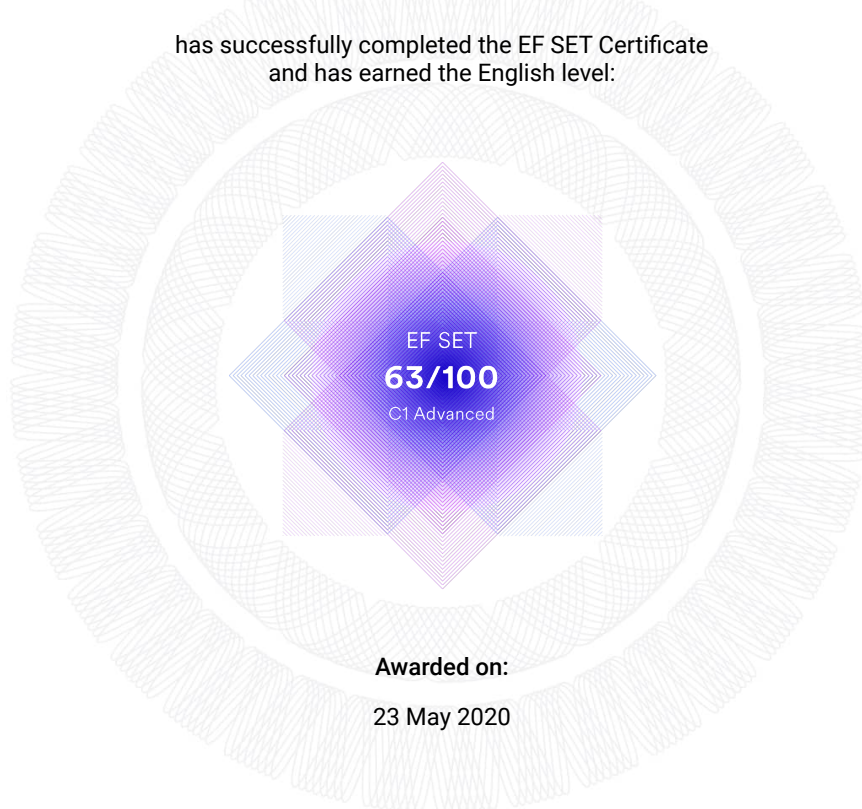 has successfully completed the EF SET Certificate
and has earned the English level:
EF SET
63/100
C1 Advanced
Awarded on:
23 May 2020